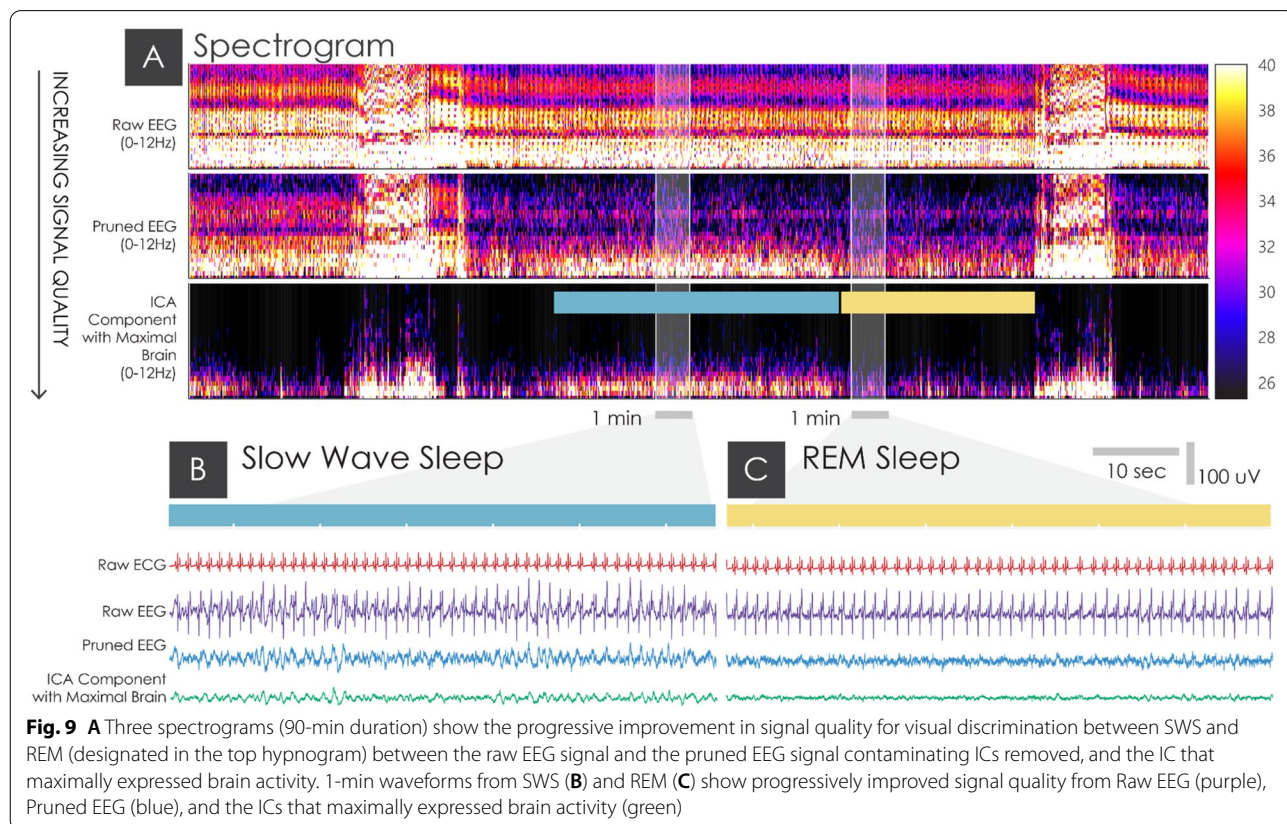 A Spectrogram
INCREASING SIGNAL QUALITY
Raw EEG
(0-12Hz)
Pruned EEG
(0-12Hz)
ICA
Component
with Maximal
Brain
(0-12Hz)
40
38
36
34
32
30
28
26
1 min
1 min
B Slow Wave Sleep
C REM Sleep
10 sec
100 uV
Raw ECG
Raw EEG
Pruned EEG
ICA Component
with Maximal Brain
Fig. 9 A Three spectrograms (90-min duration) show the progressive improvement in signal quality for visual discrimination between SWS and
REM (designated in the top hypnogram) between the raw EEG signal and the pruned EEG signal contaminating ICs removed, and the IC that
maximally expressed brain activity. 1-min waveforms from SWS (B) and REM (C) show progressively improved signal quality from Raw EEG (purple),
Pruned EEG (blue), and the ICs that maximally expressed brain activity (green)